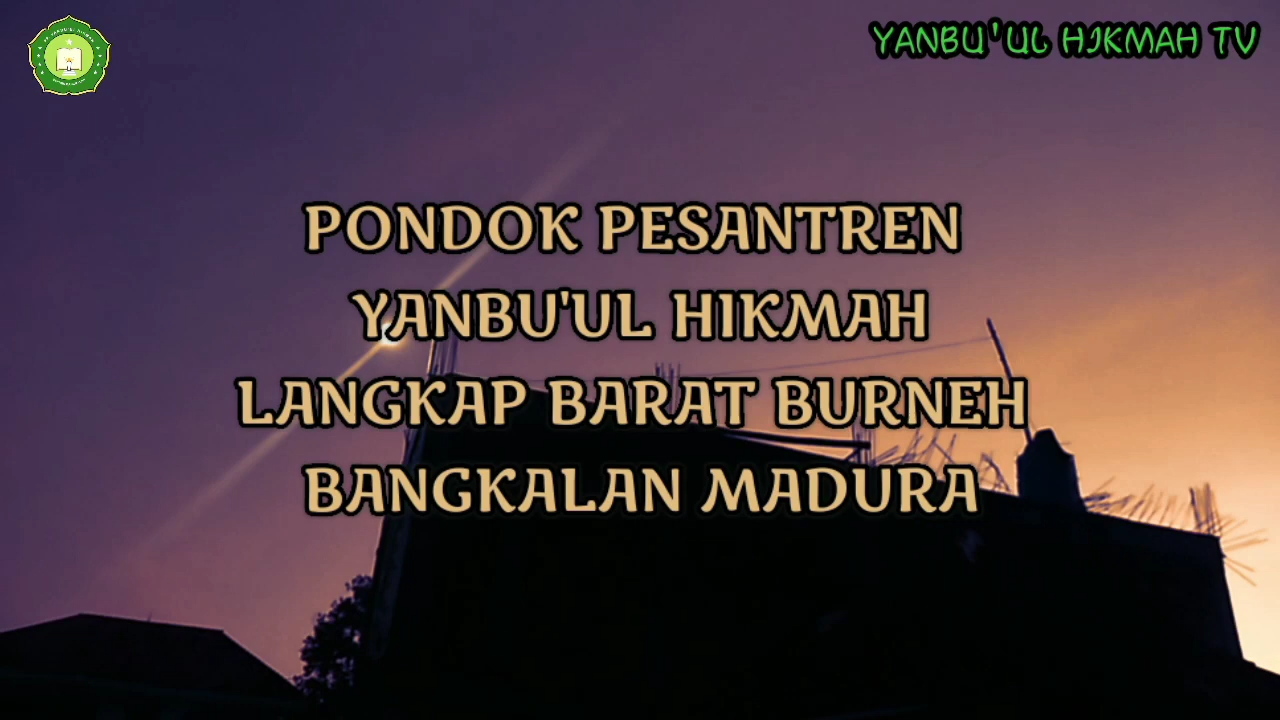 YANBU'UL HIKMAH TV
PONDOK PESANTREN
YANBU'UL HIKMAH
LANGKAP BARAT BURNEH
BANGKALAN MADURA